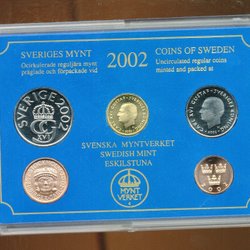 SVERIGES MYNT
Ocirkulerade reguljära mynt
präglade och förpackade vid
2002
COINS OF SWEDEN
Uncirculated regular coins
minted and packed at
SVERIGE 2002
XVI
SVENSKA MYNTVERKET
SWEDISH MINT
ESKILSTUNA
MYNT
VERKET